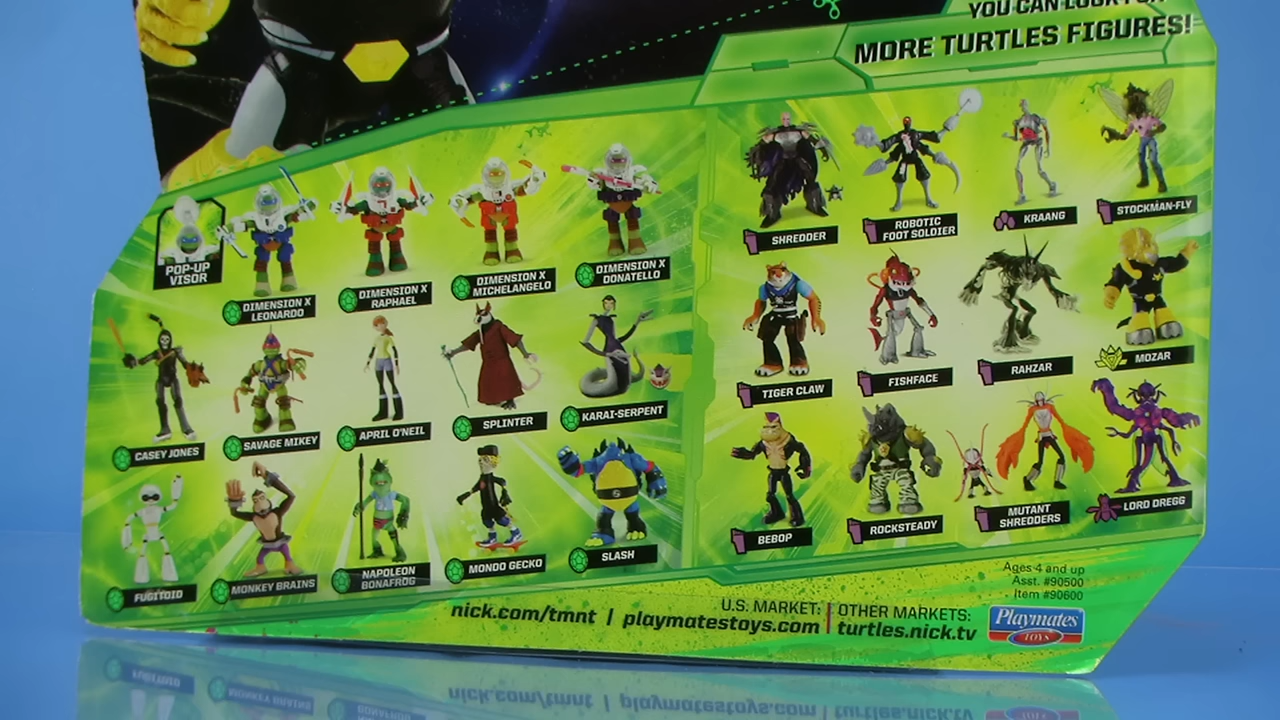 YOU CAN LOOK FOR
MORE TURTLES FIGURES!
POP-UP
VISOR
DIMENSION X
LEONARDO
DIMENSION X
RAPHAEL
DIMENSION X
MICHELANGELO
DIMENSION X
DONATELLO
CASEY JONES
SAVAGE MIKEY
APRIL O'NEIL
SPLINTER
KARAI-SERPENT
FUGITOID
MONKEY BRAINS
NAPOLEON
BONAFROG
MONDO GECKO
SLASH
SHREDDER
ROBOTIC
FOOT SOLDIER
KRAANG
STOCKMAN-FLY
TIGER CLAW
FISHFACE
RAHZAR
MOZAR
BEBOP
ROCKSTEADY
MUTANT
SHREDDERS
LORD DREGG
Ages 4 and up
Asst. #90500
Item #90600
nick.com/tmnt | playmatestoys.com
U.S. MARKET:
OTHER MARKETS:
turtles.nick.tv
Playmates
TOYS